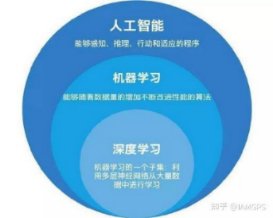 人工智能
能够感知、推理、行动和适应的程序
机器学习
能够随着数据量的增加不断改进性能的算法
深度学习
机器学习的一个子集：利
用多层神经网络从大量数
据中进行学习
知乎 @IAMGPS